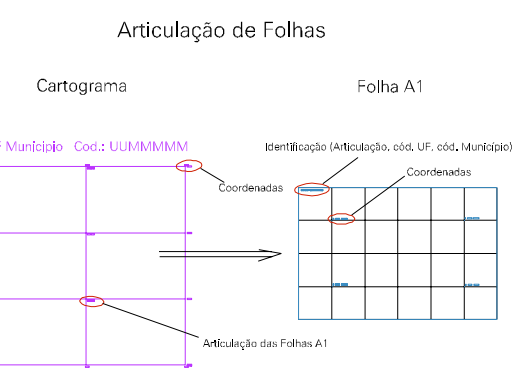 Articulação de Folhas
Cartograma
Folha A1
Município Cod.: UUMMMMM
Identificação (Articulação, cód. UF, cód. Município)
Coordenadas
Coordenadas
Articulação das Folhas A1